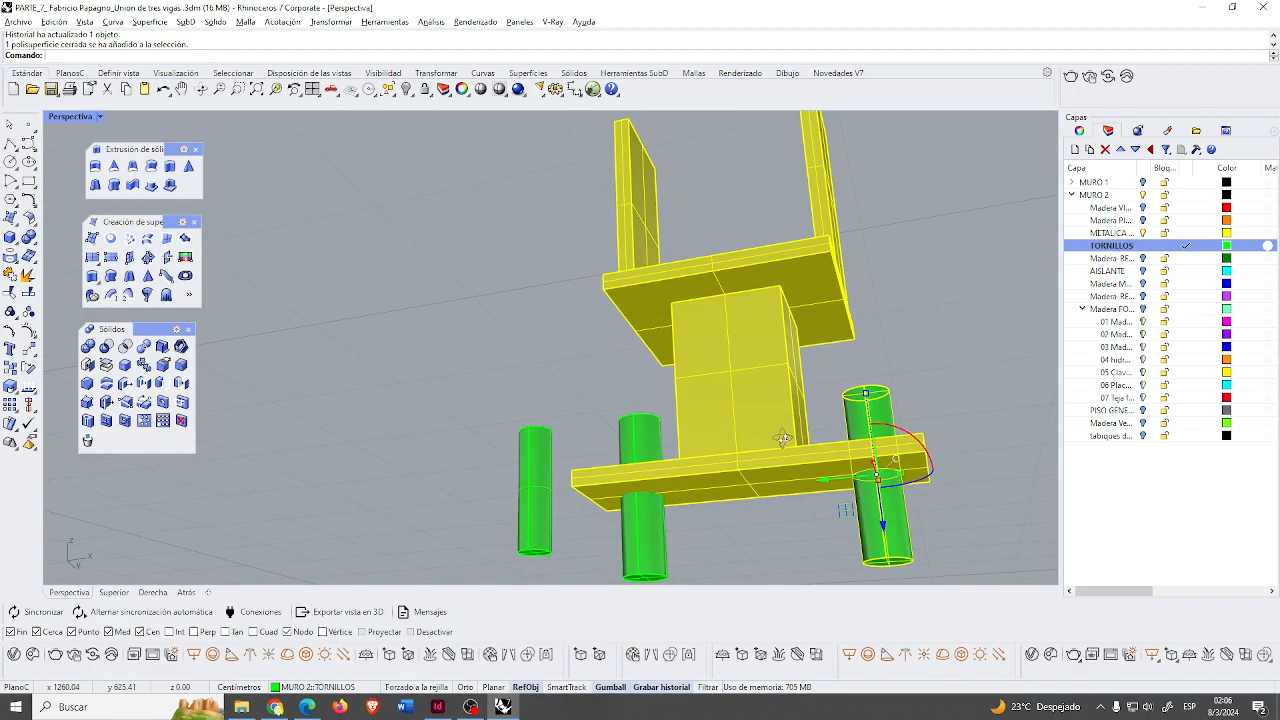 PARTE_7_ Fabricio Papagno_Union de tres vigas (16 MB) - Rhinoceros 7 Corporate - [Perspectiva]
Archivo Edición Vista Curva Superficie SubD Sólido Malla Acotación Transformar Herramientas Análisis Renderizado Paneles V-Ray Ayuda
Historial ha actualizado 1 objeto.
1 polisuperficie cerrada se ha añadido a la selección.
Comando:
Estándar PlanosC Definir vista Visualización Seleccionar Disposición de las vistas Visibilidad Transformar Curvas Superficies Sólidos Herramientas SubD Mallas Renderizado Dibujo Novedades V7
Perspectiva
Capas
Extrusión de sóli
Capa Bloq... Color Mat
MURO 1
MURO 2
Madera VI...
Creación de supe
Madera Pl...
METALICA
TORNILLOS
Madera-RE...
AISLANTE
Madera M...
Madera-RE...
Madera FO...
01 Mad...
Sólidos
02 Mad...
03 Mad...
04 hidr...
05 Clav...
06 Plac...
07 Teja f...
PISO GENE...
Madera Ve...
tabiques d...
z
x
y
Perspectiva Superior Derecha Atrás
Sincronizar Alternar sincronización automática Conexiones Exportar vista en 3D Mensajes
Fin Cerca Punto Med Cen Int Perp Tan Cuad Nodo Vértice Proyectar Desactivar
PlanoC x 1260.04 y 625.41 z 0.00 Centímetros MURO 2::TORNILLOS Forzado a la rejilla Orto Planar RefObj SmartTrack Gumball Grabar historial Filtrar Uso de memoria: 705 MB
Buscar
23°C Despejado
ESP
02:06
8/3/2024
2